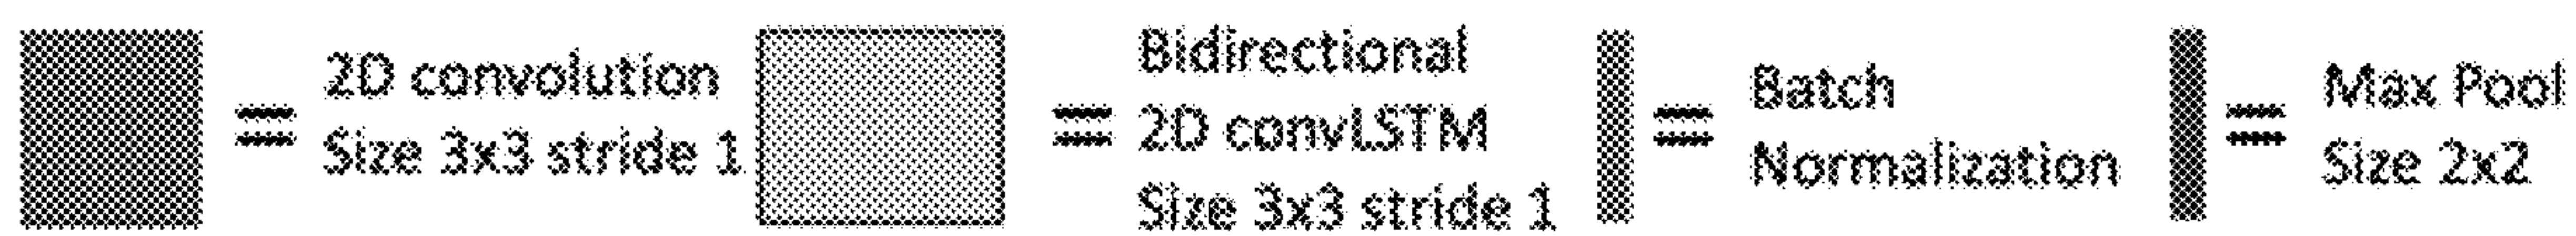 = 2D convolution
Size 3x3 stride 1
= Bidirectional
2D convLSTM
Size 3x3 stride 1
= Batch
Normalization
= Max Pool
Size 2x2